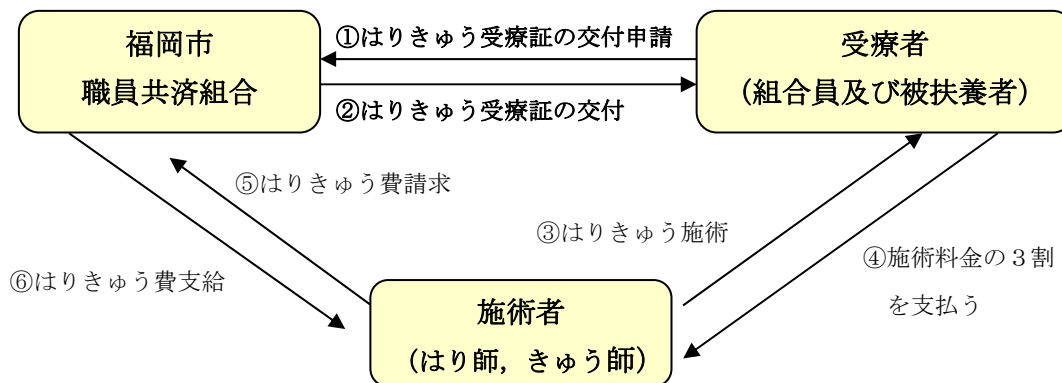 福岡市
職員共済組合
①はりきゅう受療証の交付申請
②はりきゅう受療証の交付
受療者
(組合員及び被扶養者)
⑤はりきゅう費請求
③はりきゅう施術
④施術料金の３割
を支払う
⑥はりきゅう費支給
施術者
(はり師，きゅう師)